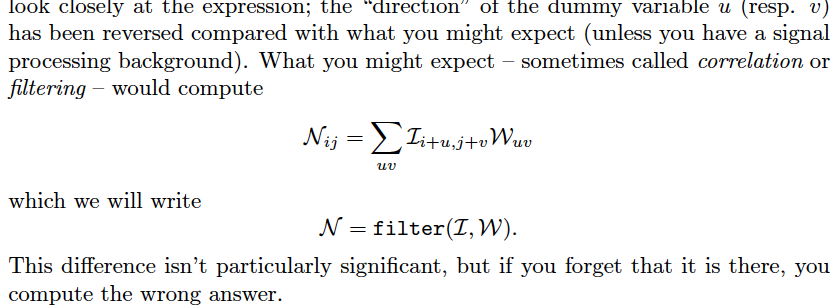 look closely at the expression; the “direction” of the dummy variable u (resp. v)
has been reversed compared with what you might expect (unless you have a signal
processing background). What you might expect – sometimes called correlation or
filtering – would compute
𝒩ᵢⱼ = ∑ᵤᵥ ℐᵢ₊ᵤ,ⱼ₊ᵥ𝒲ᵤᵥ
which we will write
𝒩 = filter(ℐ, 𝒲).
This difference isn’t particularly significant, but if you forget that it is there, you
compute the wrong answer.